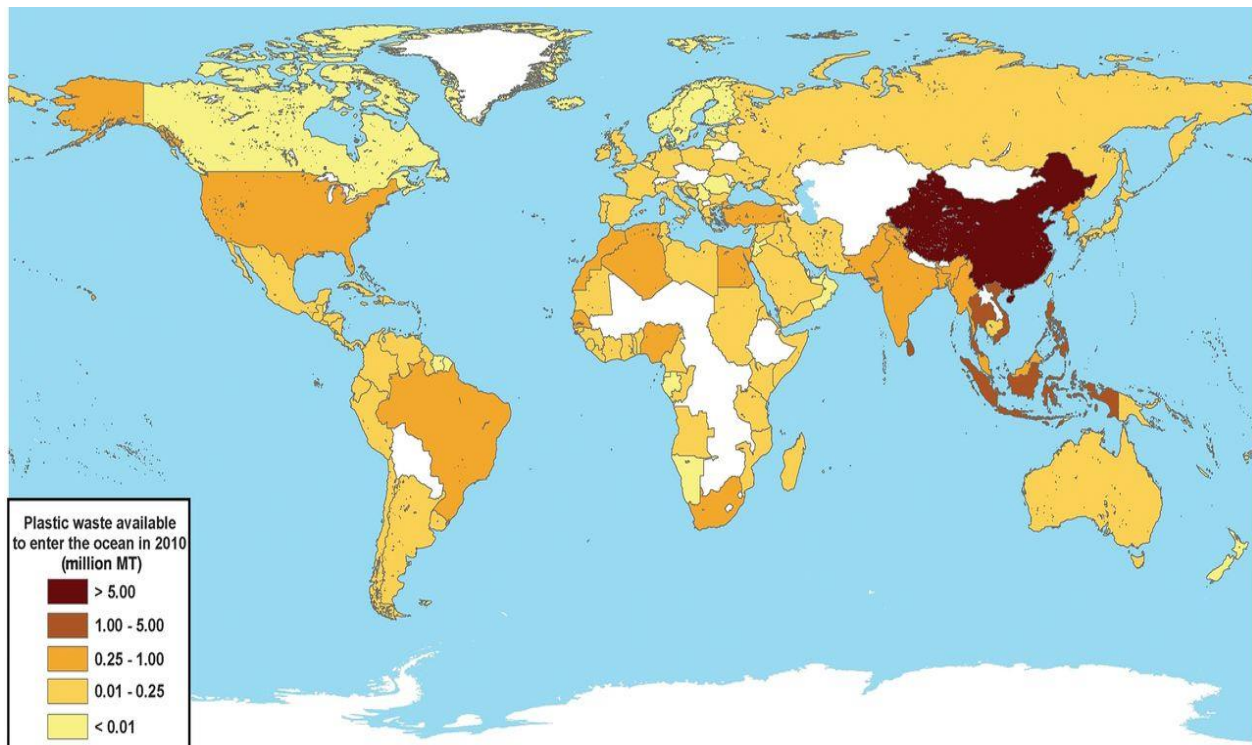 Plastic waste available
to enter the ocean in 2010
(million MT)
> 5.00
1.00 - 5.00
0.25 - 1.00
0.01 - 0.25
< 0.01